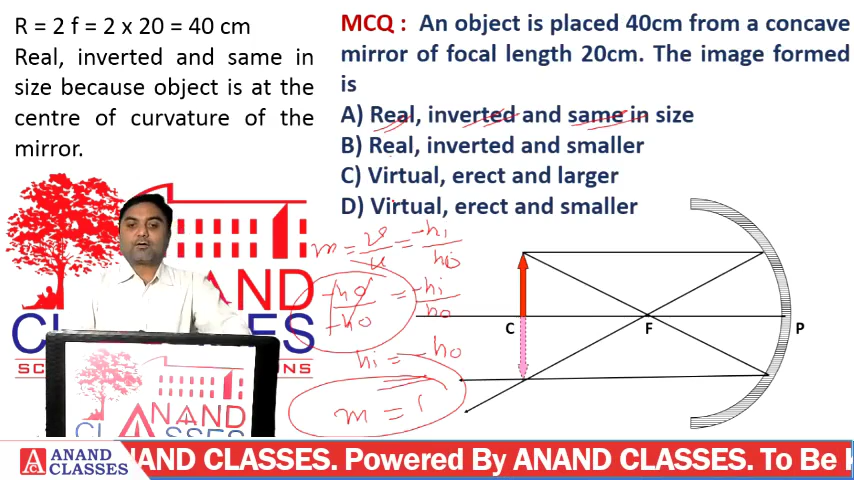 R = 2 f = 2 x 20 = 40 cm
Real, inverted and same in
size because object is at the
centre of curvature of the
mirror.
MCQ : An object is placed 40cm from a concave
mirror of focal length 20cm. The image formed
is
A) Real, inverted and same in size
B) Real, inverted and smaller
C) Virtual, erect and larger
D) Virtual, erect and smaller
m = v/u = -hi/ho
-40/-40 = -hi/ho
hi = -ho
m = 1
C F P
AND
CLASSES
ANAND
CLASSES
ANAND
CLASSES
NAND CLASSES. Powered By ANAND CLASSES. To Be